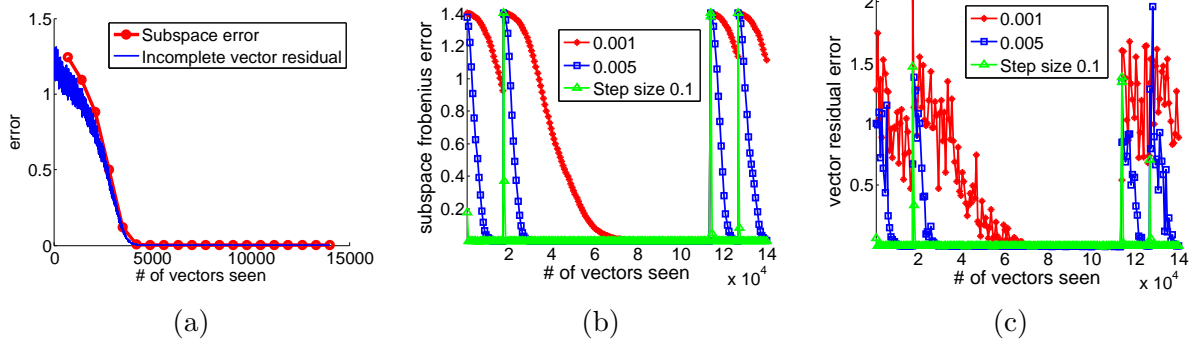 1.5
1
0.5
0
error
Subspace error
Incomplete vector residual
0 5000 10000 15000
# of vectors seen
(a)
1.4
1.2
1
0.8
0.6
0.4
0.2
subspace frobenius error
0.001
0.005
Step size 0.1
2 4 6 8 10 12 14
# of vectors seen
x 10^4
(b)
2
1.5
1
0.5
vector residual error
0.001
0.005
Step size 0.1
2 4 6 8 10 12 14
# of vectors seen
x 10^4
(c)